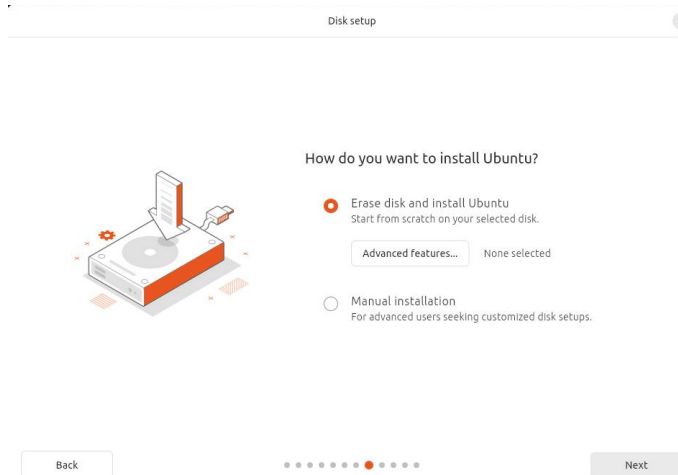 Disk setup
How do you want to install Ubuntu?
Erase disk and install Ubuntu
Start from scratch on your selected disk.
Advanced features... None selected
Manual installation
For advanced users seeking customized disk setups.
Back Next